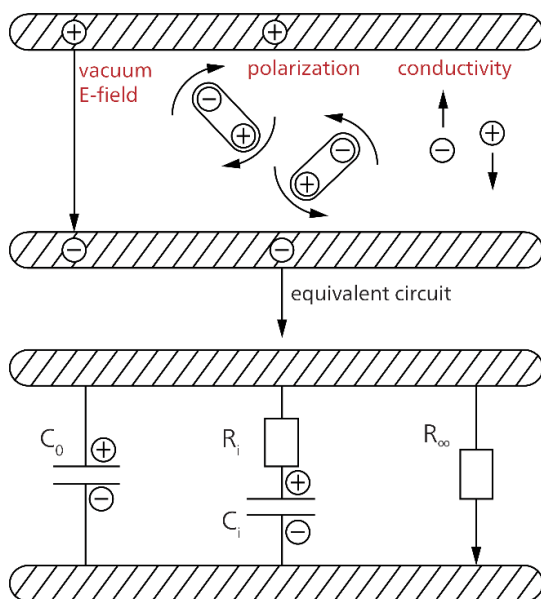 vacuum polarization conductivity
E-field
equivalent circuit
C₀ Rᵢ R∞
Cᵢ